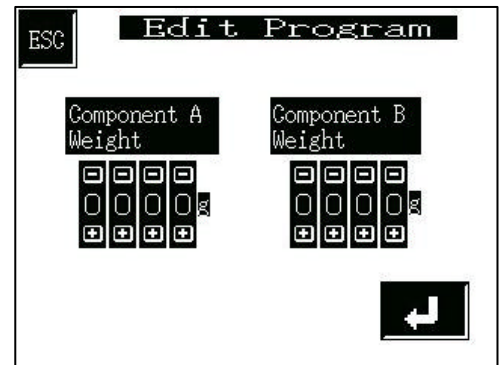 ESC
Edit Program
Component A
Weight
0000g
Component B
Weight
0000g